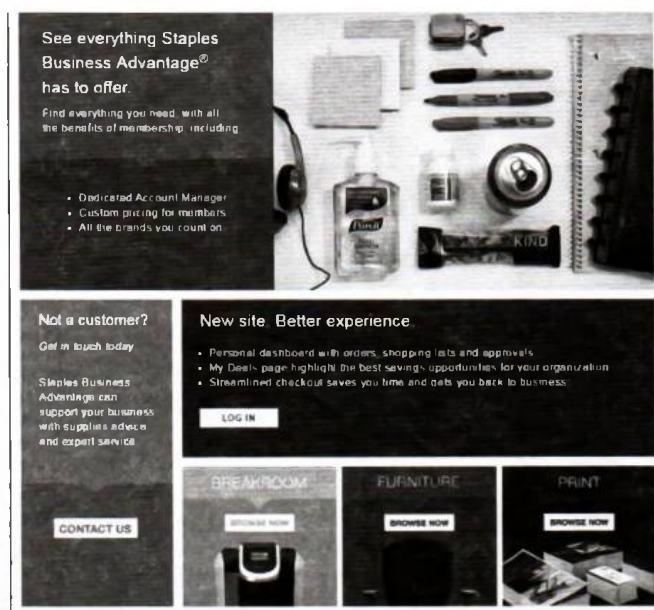 See everything Staples
Business Advantage®
has to offer.
Find everything you need, with all
the benefits of membership, including
• Dedicated Account Manager
• Custom pricing for members
• All the brands you count on
Purell
KIND
Not a customer?
Get in touch today
Staples Business
Advantage can
support your business
with supplies advice
and expert service
CONTACT US
New site. Better experience
• Personal dashboard with orders, shopping lists and approvals
• My Deals page highlight the best savings opportunities for your organization
• Streamlined checkout saves you time and gets you back to business
LOG IN
BREAKROOM
BROWSE NOW
FURNITURE
BROWSE NOW
PRINT
BROWSE NOW